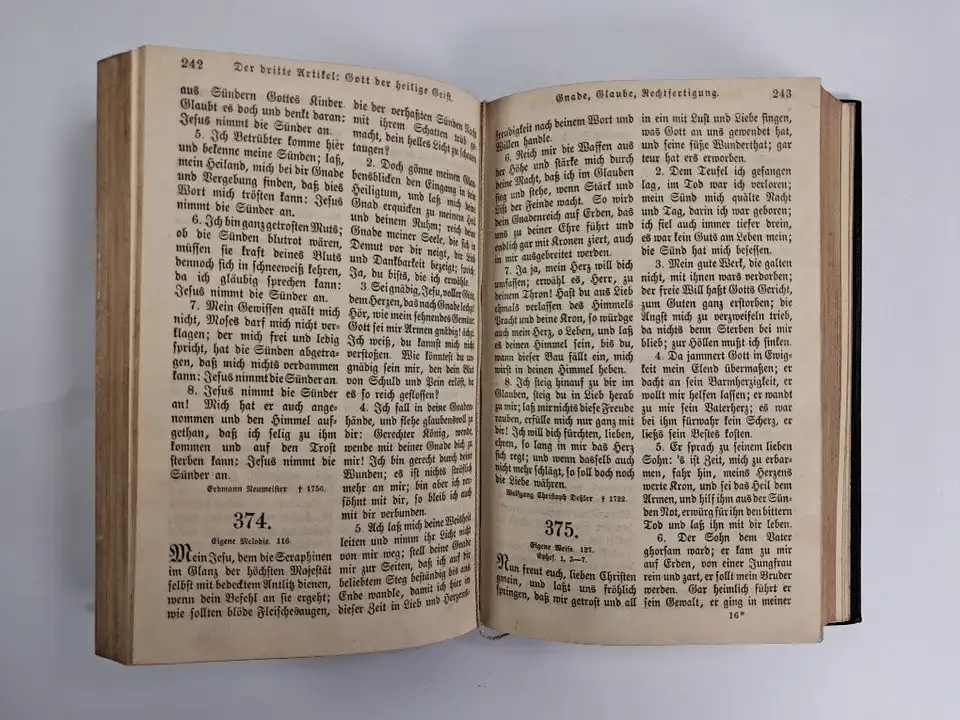 242
Der dritte Artikel: Gott der heilige Geist.
aus Sündern Gottes Kinder.
Glaubt es doch und denkt daran:
Jesus nimmt die Sünder an.
5. Ich Betrübter komme hier
und bekenne meine Sünden; laß,
mein Heiland, mich bei dir Gnade
und Vergebung finden, daß dies
Wort mich trösten kann: Jesus
nimmt die Sünder an.
6. Ich bin ganz getrosten Muts;
ob die Sünden blutrot wären,
müssen sie kraft deines Bluts
dennoch sich in schneeweiß kehren,
da ich gläubig sprechen kann:
Jesus nimmt die Sünder an.
7. Mein Gewissen quält mich
nicht, Moses darf mich nicht ver-
klagen; der mich frei und ledig
spricht, hat die Sünden abgetra-
gen, daß mich nichts verdammen
kann: Jesus nimmt die Sünder an.
8. Jesus nimmt die Sünder
an! Mich hat er auch ange-
nommen und den Himmel auf-
gethan, daß ich selig zu ihm
kommen und auf den Trost
sterben kann: Jesus nimmt die
Sünder an.
Erdmann Neumeister † 1756.
374.
Eigene Melodie. 116
Mein Jesu, dem die Seraphinen
im Glanz der höchsten Majestät
selbst mit bedecktem Antlitz dienen,
wenn dein Befehl an sie ergeht;
wie sollten blöde Fleischesaugen,
die der verhaßten Sünden Nacht
mit ihrem Schatten trüb
macht, dein helles Licht zu schauen
taugen?
2. Doch gönne meinen Glau-
bensblicken den Eingang in dein
Heiligtum, und laß mich deine
Gnad erquicken zu meinem Heil
und deinem Ruhm; reich deine
Gnade meiner Seele, die sich in
Demut vor dir neigt, dir Lieb
und Dankbarkeit bezeigt; sprich:
Ja, du bists, die ich erwähle.
3. Sei gnädig, Jesu, voller Güte,
dem Herzen, das nach Gnade lechzt;
Hör, wie mein sehnendes Gemüte:
Gott sei mir Armen gnädig! ächzt.
Ich weiß, du kannst mich nicht
verstoßen. Wie könntest du un-
gnädig sein mir, den dein Blut
von Schuld und Pein erlöst, da
es so reich geflossen?
4. Ich fall in deine Gnaden-
hände, und flehe glaubensvoll zu
dir: Gerechter König, wende,
wende mit deiner Gnade dich zu
mir! Ich bin gerecht durch deine
Wunden; es ist nichts sträflich
mehr an mir; bin aber ich ver-
söhnt mit dir, so bleib ich auch
mit dir verbunden.
5. Ach laß mich deine Weisheit
leiten und nimm ihr Licht nicht
von mir weg; stell deine Gnade
mir zur Seiten, daß ich auf dir
beliebtem Steg beständig bis ans
Ende wandle, damit ich hier in
dieser Zeit in Lieb und Herzens-
Gnade, Glaube, Rechtfertigung.
243
freudigkeit nach deinem Wort und
Willen handle.
6. Reich mir die Waffen aus
der Höhe und stärke mich durch
deine Macht, daß ich im Glauben
sieg und stehe, wenn Stärk und
List der Feinde wacht. So wird
dein Gnadenreich auf Erden, das
uns zu deiner Ehre führt und
endlich gar mit Kronen ziert, auch
in mir ausgebreitet werden.
7. Ja ja, mein Herz will dich
umfassen; erwähl es, Herr, zu
deinem Thron! Hast du aus Lieb
ehmals verlassen des Himmels
Pracht und deine Kron, so würdge
auch mein Herz, o Leben, und laß
es deinen Himmel sein, bis du,
wann dieser Bau fällt ein, mich
wirst in deinen Himmel heben.
8. Ich steig hinauf zu dir im
Glauben, steig du in Lieb herab
zu mir; laß mir nichts diese Freude
rauben, erfülle mich nur ganz mit
dir! Ich will dich fürchten, lieben,
ehren, so lang in mir das Herz
sich regt; und wenn dasselb auch
nicht mehr schlägt, so soll doch noch
die Liebe währen.
Wolfgang Christoph Deßler † 1722.
375.
Eigene Weise. 127.
Ephes. 1, 5–7.
Nun freut euch, lieben Christen
gmein, und laßt uns fröhlich
springen, daß wir getrost und all
in ein mit Lust und Liebe singen,
was Gott an uns gewendet hat,
und seine süße Wunderthat; gar
teur hat ers erworben.
2. Dem Teufel ich gefangen
lag, im Tod war ich verloren;
mein Sünd mich quälte Nacht
und Tag, darin ich war geboren;
ich fiel auch immer tiefer drein,
es war kein Guts am Leben mein;
die Sünd hat mich besessen.
3. Mein gute Werk, die galten
nicht, mit ihnen wars verdorben;
der freie Will haßt Gotts Gericht,
zum Guten ganz erstorben; die
Angst mich zu verzweifeln trieb,
da nichts denn Sterben bei mir
blieb; zur Höllen mußt ich sinken.
4. Da jammert Gott in Ewig-
keit mein Elend übermaßen; er
dacht an sein Barmherzigkeit, er
wollt mir helfen lassen; er wandt
zu mir sein Vaterherz; es war
bei ihm fürwahr kein Scherz, er
ließs sein Bestes kosten.
5. Er sprach zu seinem lieben
Sohn: 's ist Zeit, mich zu erbar-
men, fahr hin, meins Herzens
werte Kron, und sei das Heil dem
Armen, und hilf ihm aus der Sün-
den Not, erwürg für ihn den bittern
Tod und laß ihn mit dir leben.
6. Der Sohn dem Vater
ghorsam ward; er kam zu mir
auf Erden, von einer Jungfrau
rein und zart, er sollt mein Bruder
werden. Gar heimlich führt er
sein Gewalt, er ging in meiner
16*